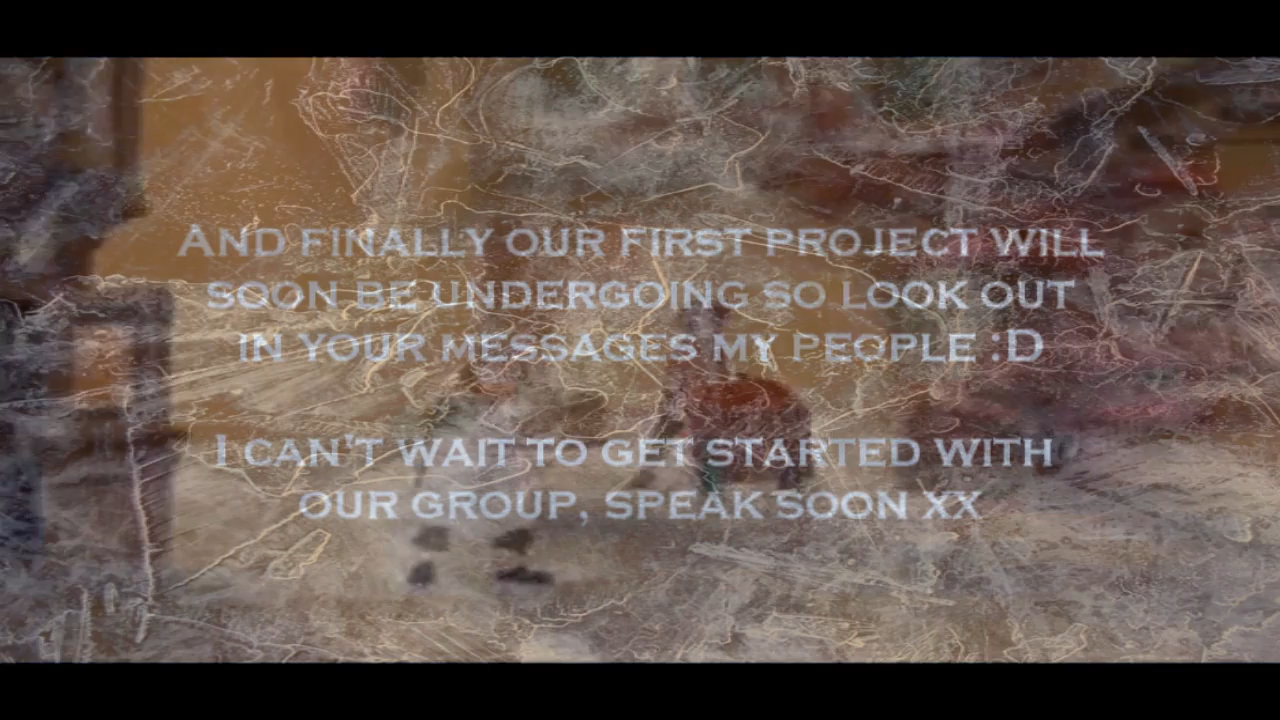 And finally our first project will
soon be undergoing so look out
in your messages my people :D
I can't wait to get started with
our group, speak soon xx